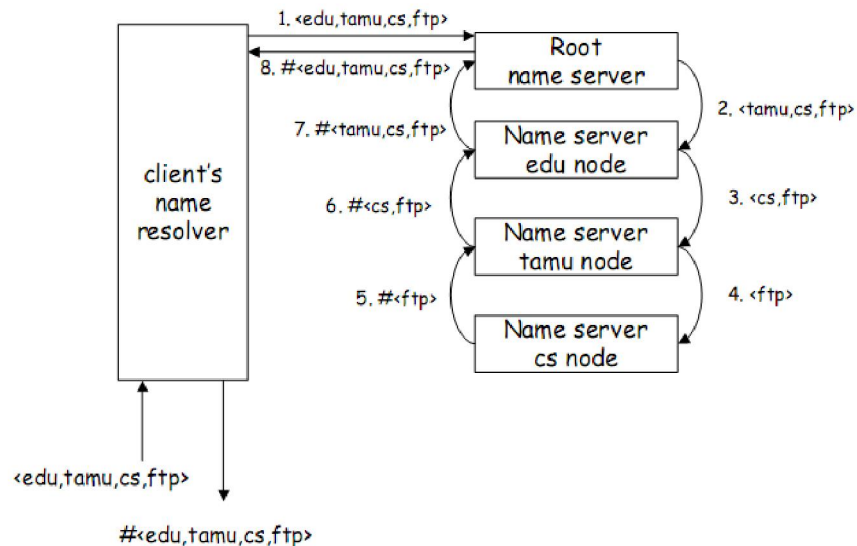 1. <edu,tamu,cs,ftp>
Root
name server
8. #<edu,tamu,cs,ftp>
2. <tamu,cs,ftp>
7. #<tamu,cs,ftp>
Name server
edu node
client's
name
resolver
6. #<cs,ftp>
3. <cs,ftp>
Name server
tamu node
5. #<ftp>
4. <ftp>
Name server
cs node
<edu,tamu,cs,ftp>
#<edu,tamu,cs,ftp>